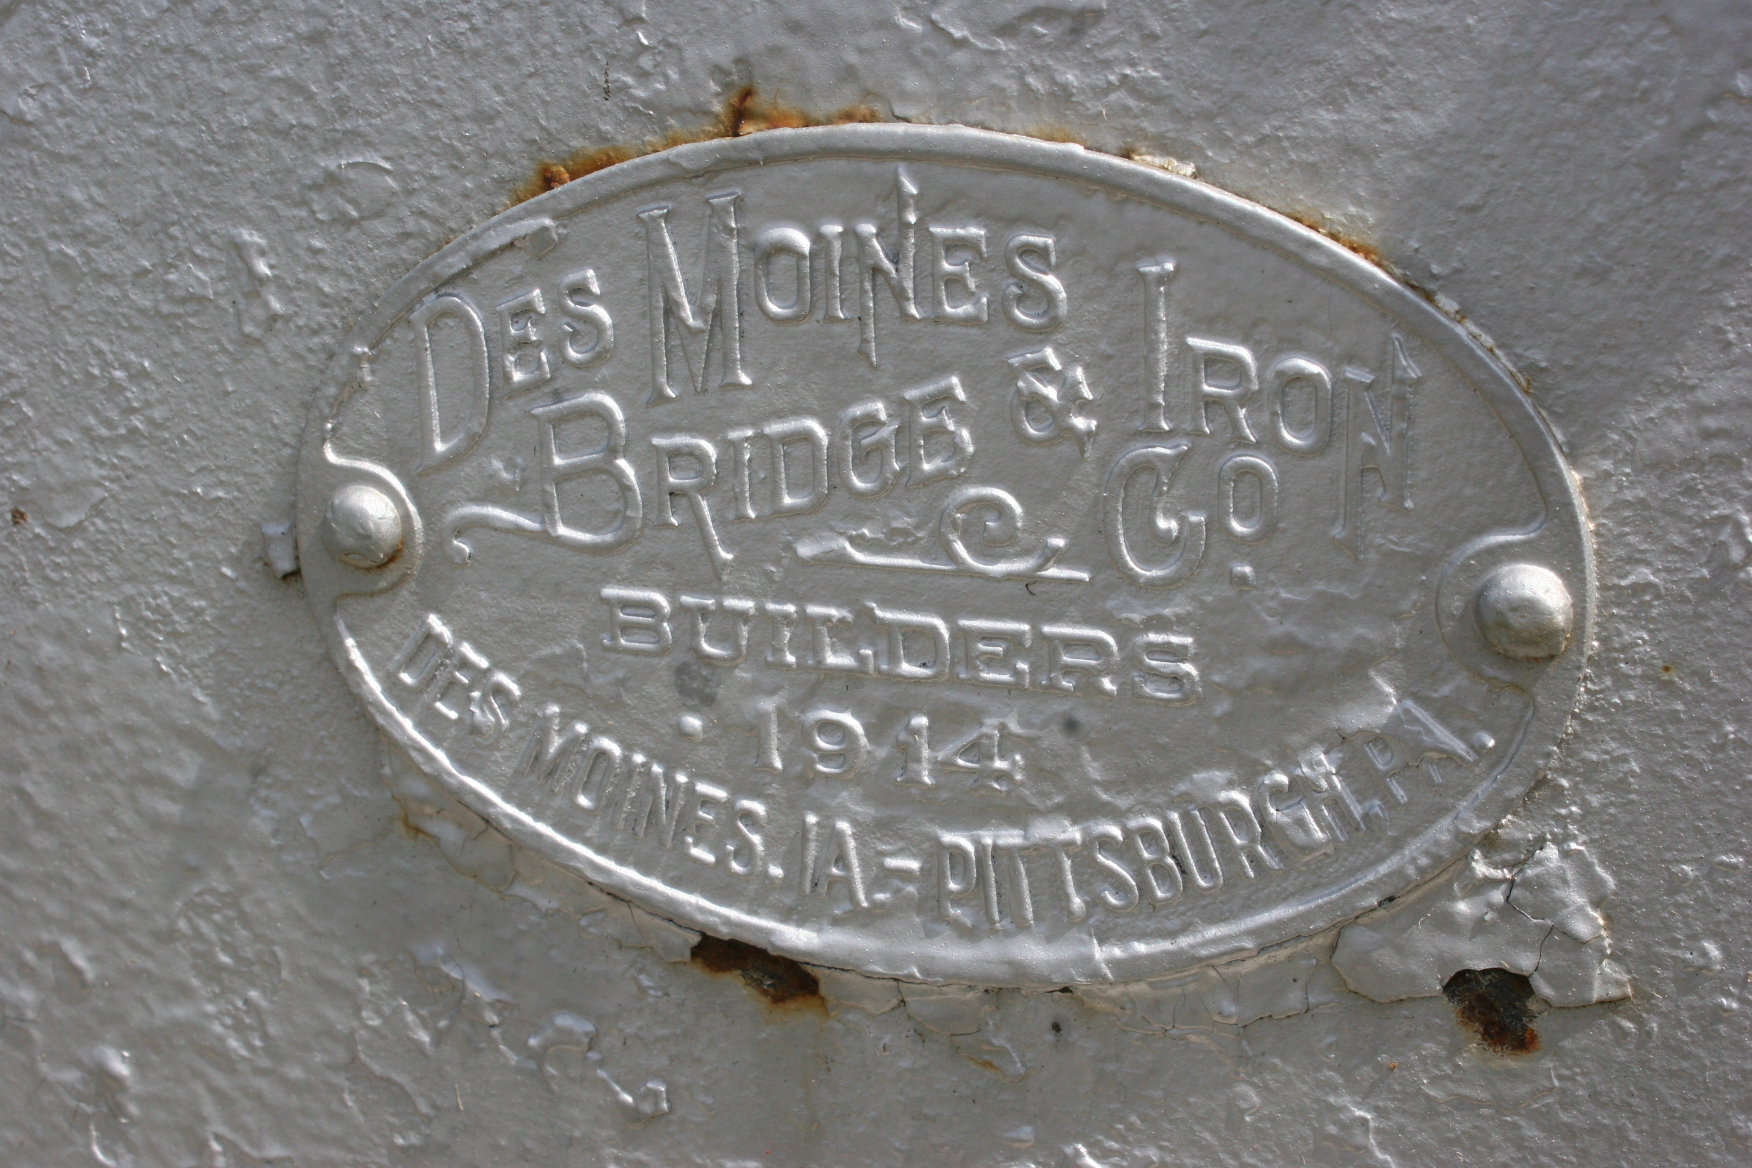 DES MOINES
BRIDGE & IRON
CO.
BUILDERS
· 1914
DES MOINES, IA.-PITTSBURGH, PA.